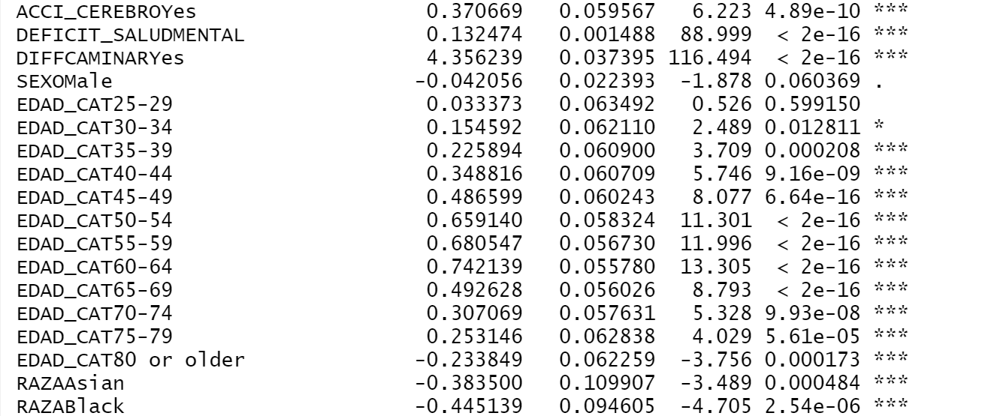 ACCI_CEREBROYes 0.370669 0.059567 6.223 4.89e-10 ***
DEFICIT_SALUDMENTAL 0.132474 0.001488 88.999 < 2e-16 ***
DIFFCAMINARYes 4.356239 0.037395 116.494 < 2e-16 ***
SEXOMale -0.042056 0.022393 -1.878 0.060369 .
EDAD_CAT25-29 0.033373 0.063492 0.526 0.599150
EDAD_CAT30-34 0.154592 0.062110 2.489 0.012811 *
EDAD_CAT35-39 0.225894 0.060900 3.709 0.000208 ***
EDAD_CAT40-44 0.348816 0.060709 5.746 9.16e-09 ***
EDAD_CAT45-49 0.486599 0.060243 8.077 6.64e-16 ***
EDAD_CAT50-54 0.659140 0.058324 11.301 < 2e-16 ***
EDAD_CAT55-59 0.680547 0.056730 11.996 < 2e-16 ***
EDAD_CAT60-64 0.742139 0.055780 13.305 < 2e-16 ***
EDAD_CAT65-69 0.492628 0.056026 8.793 < 2e-16 ***
EDAD_CAT70-74 0.307069 0.057631 5.328 9.93e-08 ***
EDAD_CAT75-79 0.253146 0.062838 4.029 5.61e-05 ***
EDAD_CAT80 or older -0.233849 0.062259 -3.756 0.000173 ***
RAZAAsian -0.383500 0.109907 -3.489 0.000484 ***
RAZABlack -0.445139 0.094605 -4.705 2.54e-06 ***